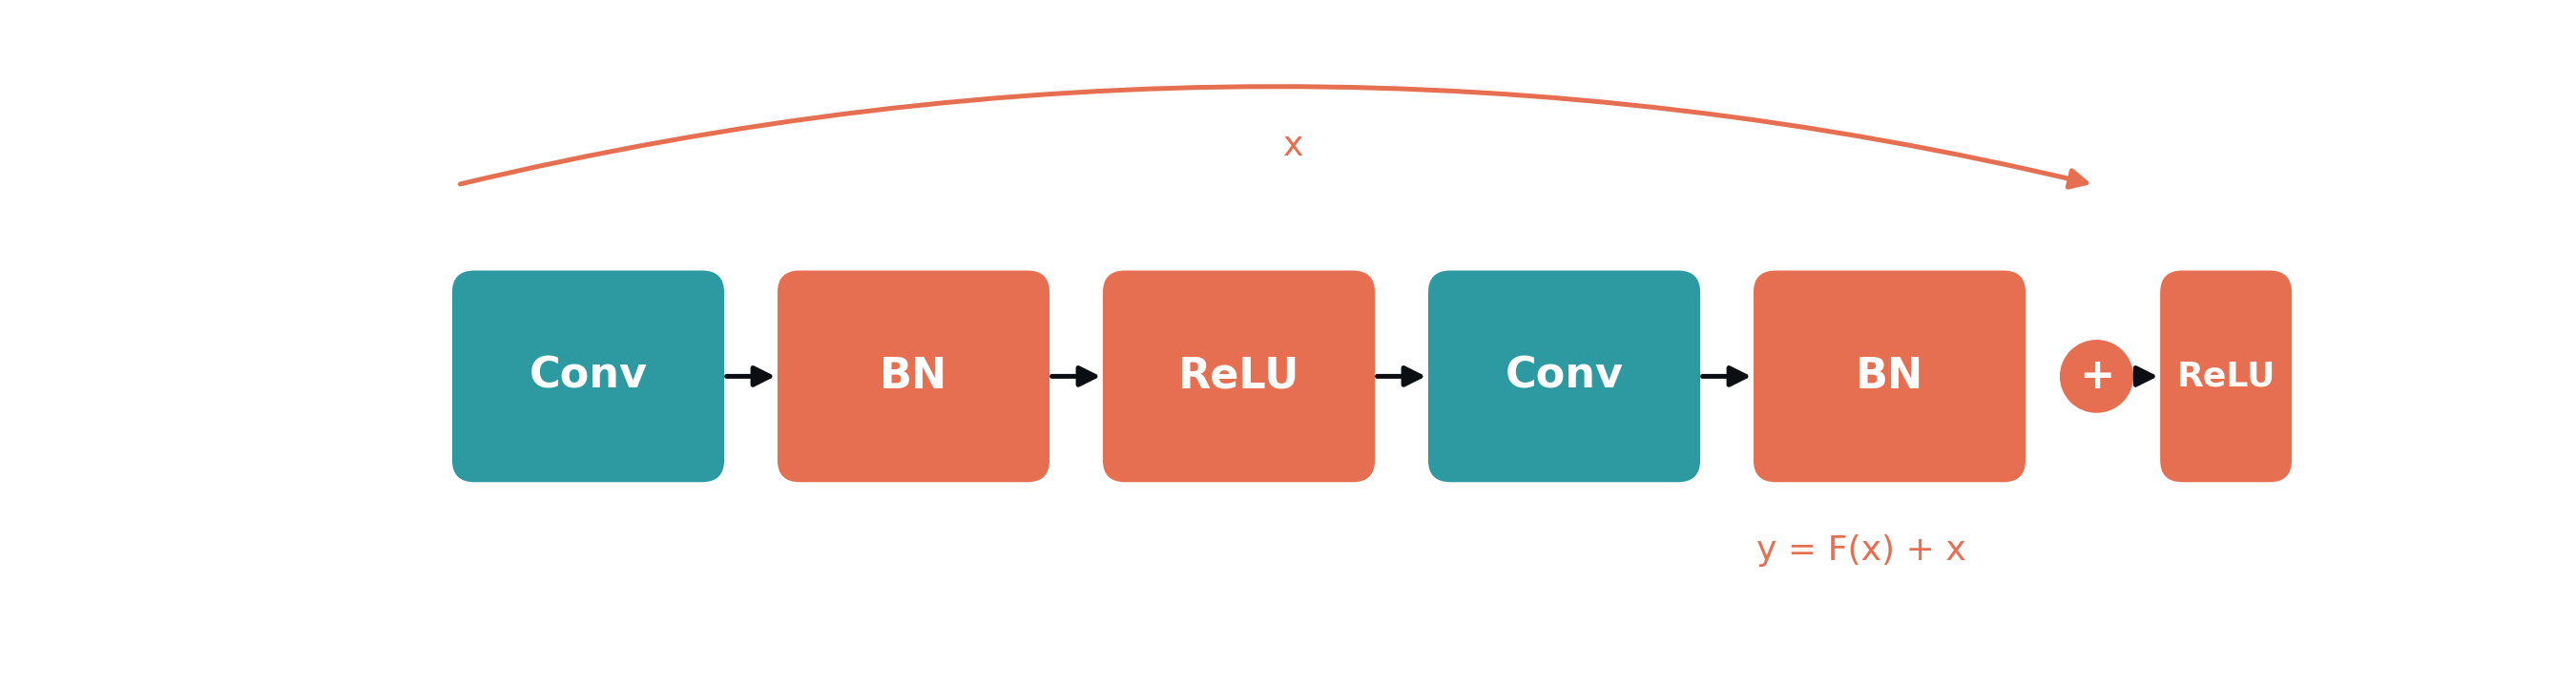 x
Conv
BN
ReLU
Conv
BN
+
ReLU
y = F(x) + x